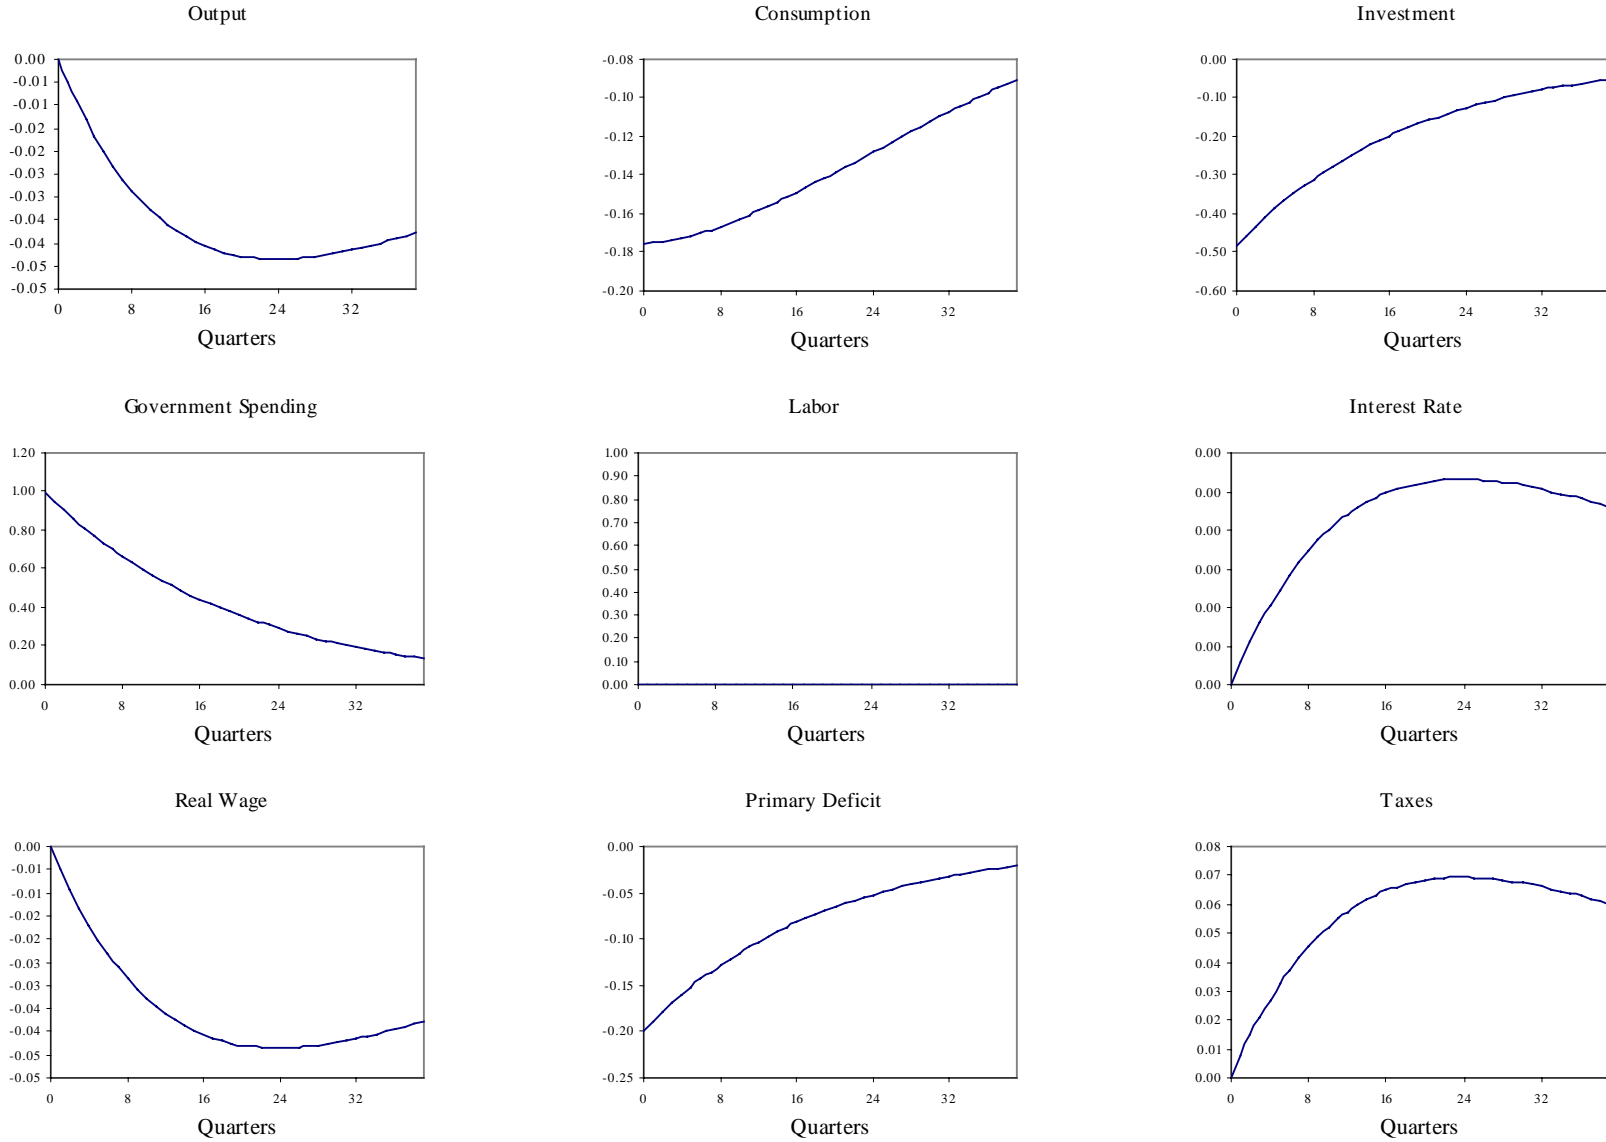 Output
Consumption
Investment
0.00
-0.01
-0.01
-0.02
-0.02
-0.03
-0.03
-0.04
-0.04
-0.05
-0.05
0 8 16 24 32
Quarters
-0.08
-0.10
-0.12
-0.14
-0.16
-0.18
-0.20
0 8 16 24 32
Quarters
0.00
-0.10
-0.20
-0.30
-0.40
-0.50
-0.60
0 8 16 24 32
Quarters
Government Spending
Labor
Interest Rate
1.20
1.00
0.80
0.60
0.40
0.20
0.00
0 8 16 24 32
Quarters
1.00
0.90
0.80
0.70
0.60
0.50
0.40
0.30
0.20
0.10
0.00
0 8 16 24 32
Quarters
0.00
0.00
0.00
0.00
0.00
0.00
0.00
0 8 16 24 32
Quarters
Real Wage
Primary Deficit
Taxes
0.00
-0.01
-0.01
-0.02
-0.02
-0.03
-0.03
-0.04
-0.04
-0.05
-0.05
0 8 16 24 32
Quarters
0.00
-0.05
-0.10
-0.15
-0.20
-0.25
0 8 16 24 32
Quarters
0.08
0.07
0.06
0.05
0.04
0.03
0.02
0.01
0.00
0 8 16 24 32
Quarters